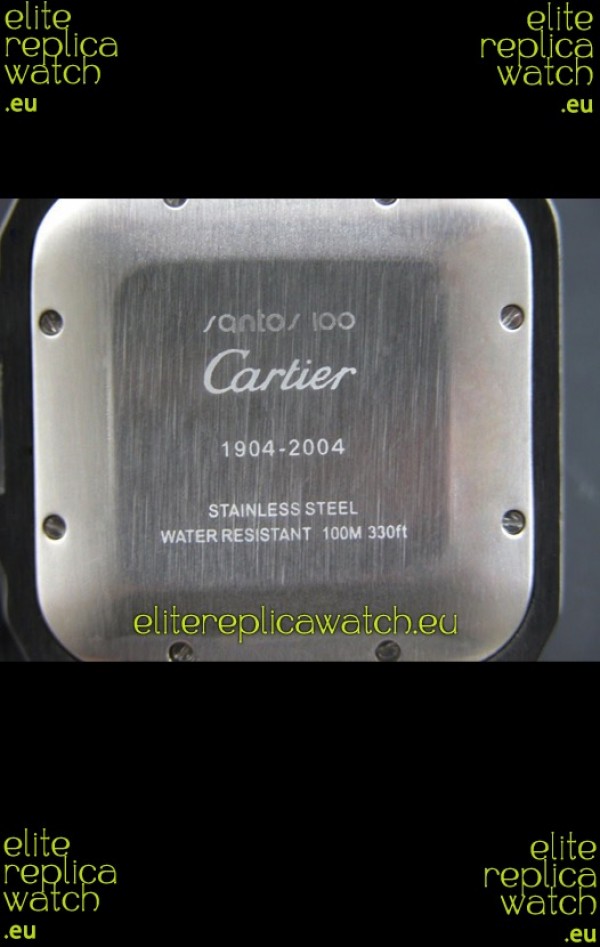 elite
replica
watch
.eu
elite
replica
watch
.eu
santos 100
Cartier
1904-2004
STAINLESS STEEL
WATER RESISTANT 100M 330ft
elitereplicawatch.eu
elite
replica
watch
.eu
elite
replica
watch
.eu